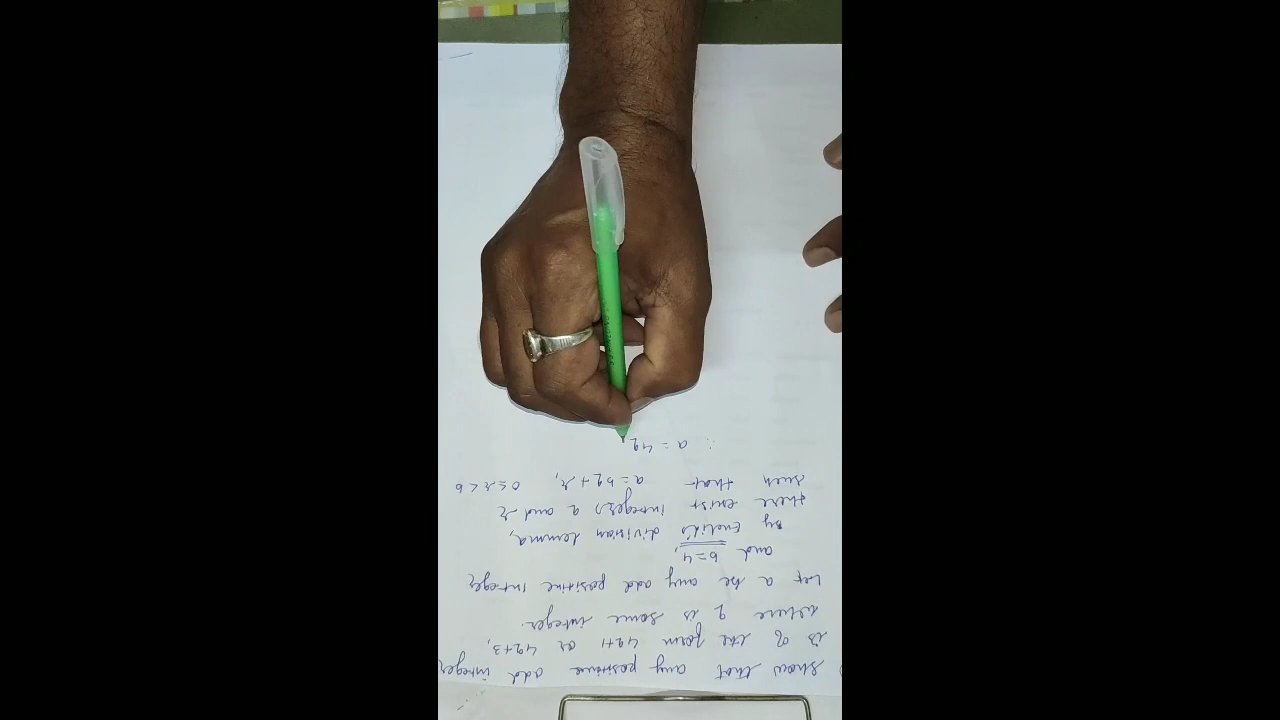 Show that any positive odd integer
is of the form 4q+1 or 4q+3,
where q is some integer.
Let a be any odd positive integer
and b=4,
By Euclid's division lemma,
there exist integers q and r
such that a=bq+r, 0≤r<b
∴ a=4q